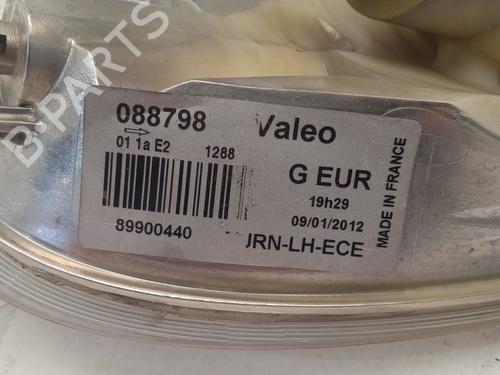 B-PARTS
088798 Valeo
01 1a E2 1288 G EUR
19h29
09/01/2012
89900440 JRN-LH-ECE
MADE IN FRANCE